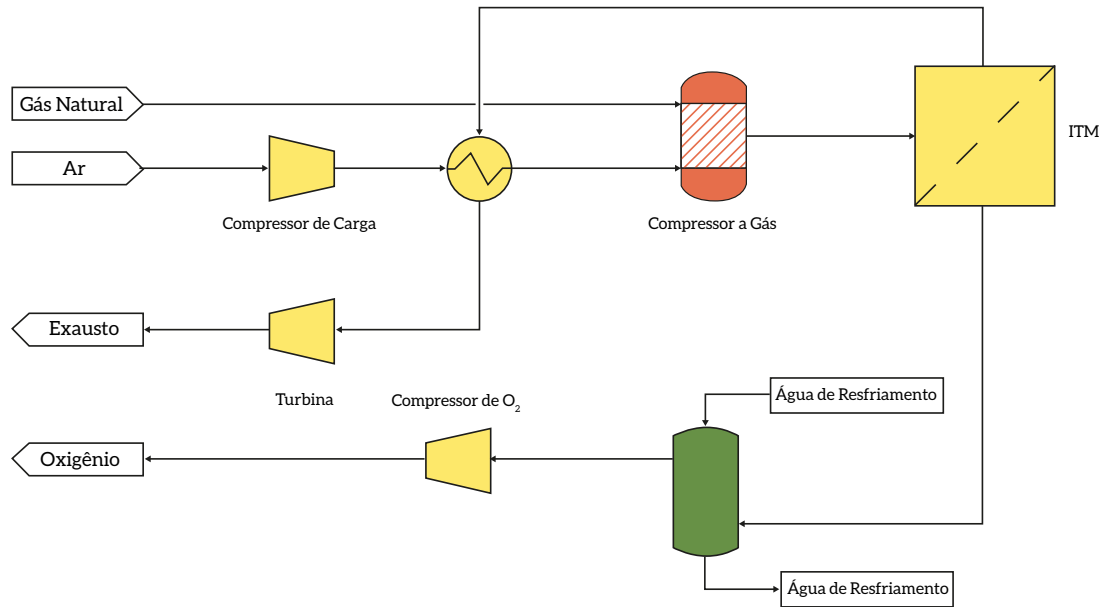 Gás Natural
ITM
Ar
Compressor de Carga
Compressor a Gás
Exausto
Turbina
Compressor de O₂
Água de Resfriamento
Oxigênio
Água de Resfriamento